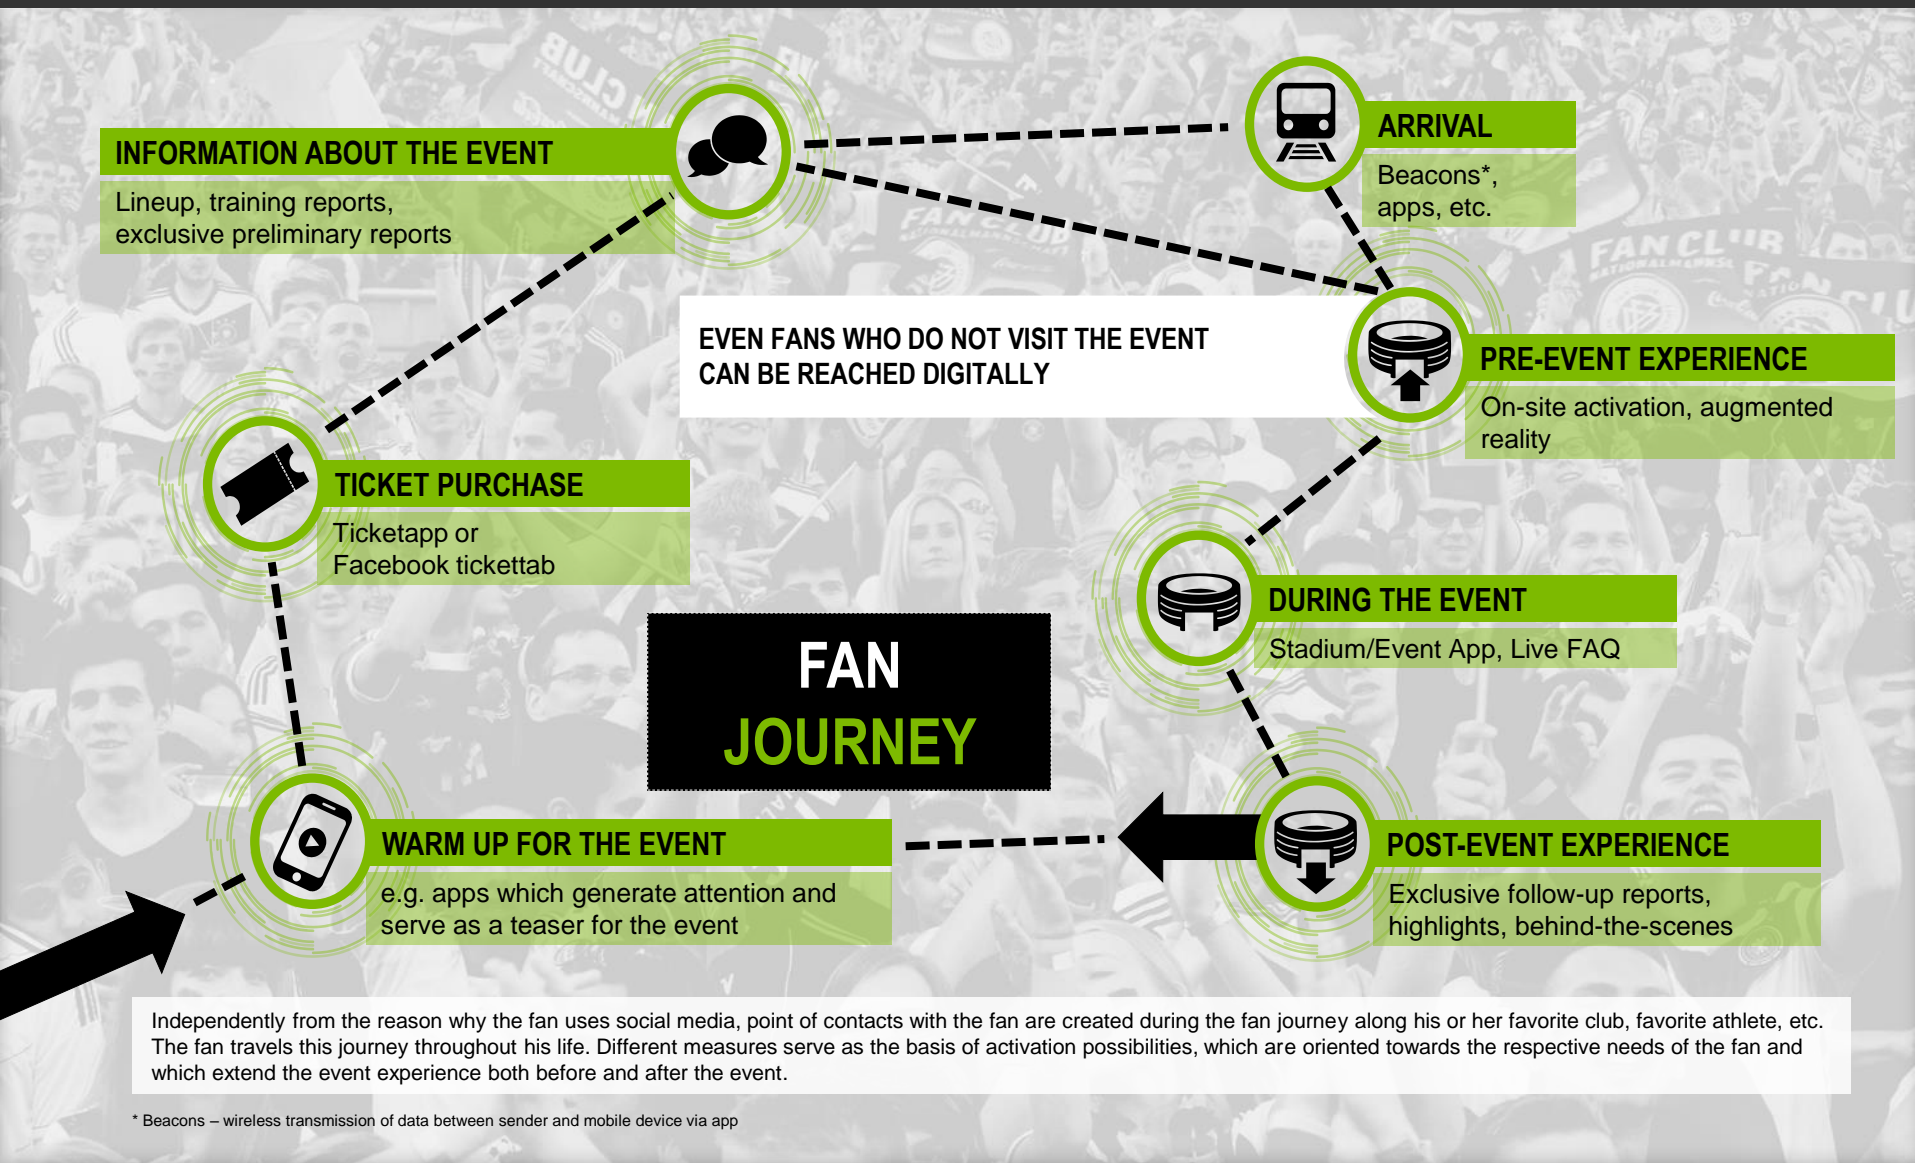 INFORMATION ABOUT THE EVENT
Lineup, training reports,
exclusive preliminary reports
ARRIVAL
Beacons*,
apps, etc.
EVEN FANS WHO DO NOT VISIT THE EVENT
CAN BE REACHED DIGITALLY
PRE-EVENT EXPERIENCE
On-site activation, augmented
reality
TICKET PURCHASE
Ticketapp or
Facebook tickettab
DURING THE EVENT
Stadium/Event App, Live FAQ
FAN
JOURNEY
WARM UP FOR THE EVENT
e.g. apps which generate attention and
serve as a teaser for the event
POST-EVENT EXPERIENCE
Exclusive follow-up reports,
highlights, behind-the-scenes
Independently from the reason why the fan uses social media, point of contacts with the fan are created during the fan journey along his or her favorite club, favorite athlete, etc.
The fan travels this journey throughout his life. Different measures serve as the basis of activation possibilities, which are oriented towards the respective needs of the fan and
which extend the event experience both before and after the event.
* Beacons – wireless transmission of data between sender and mobile device via app
FAN CLUB